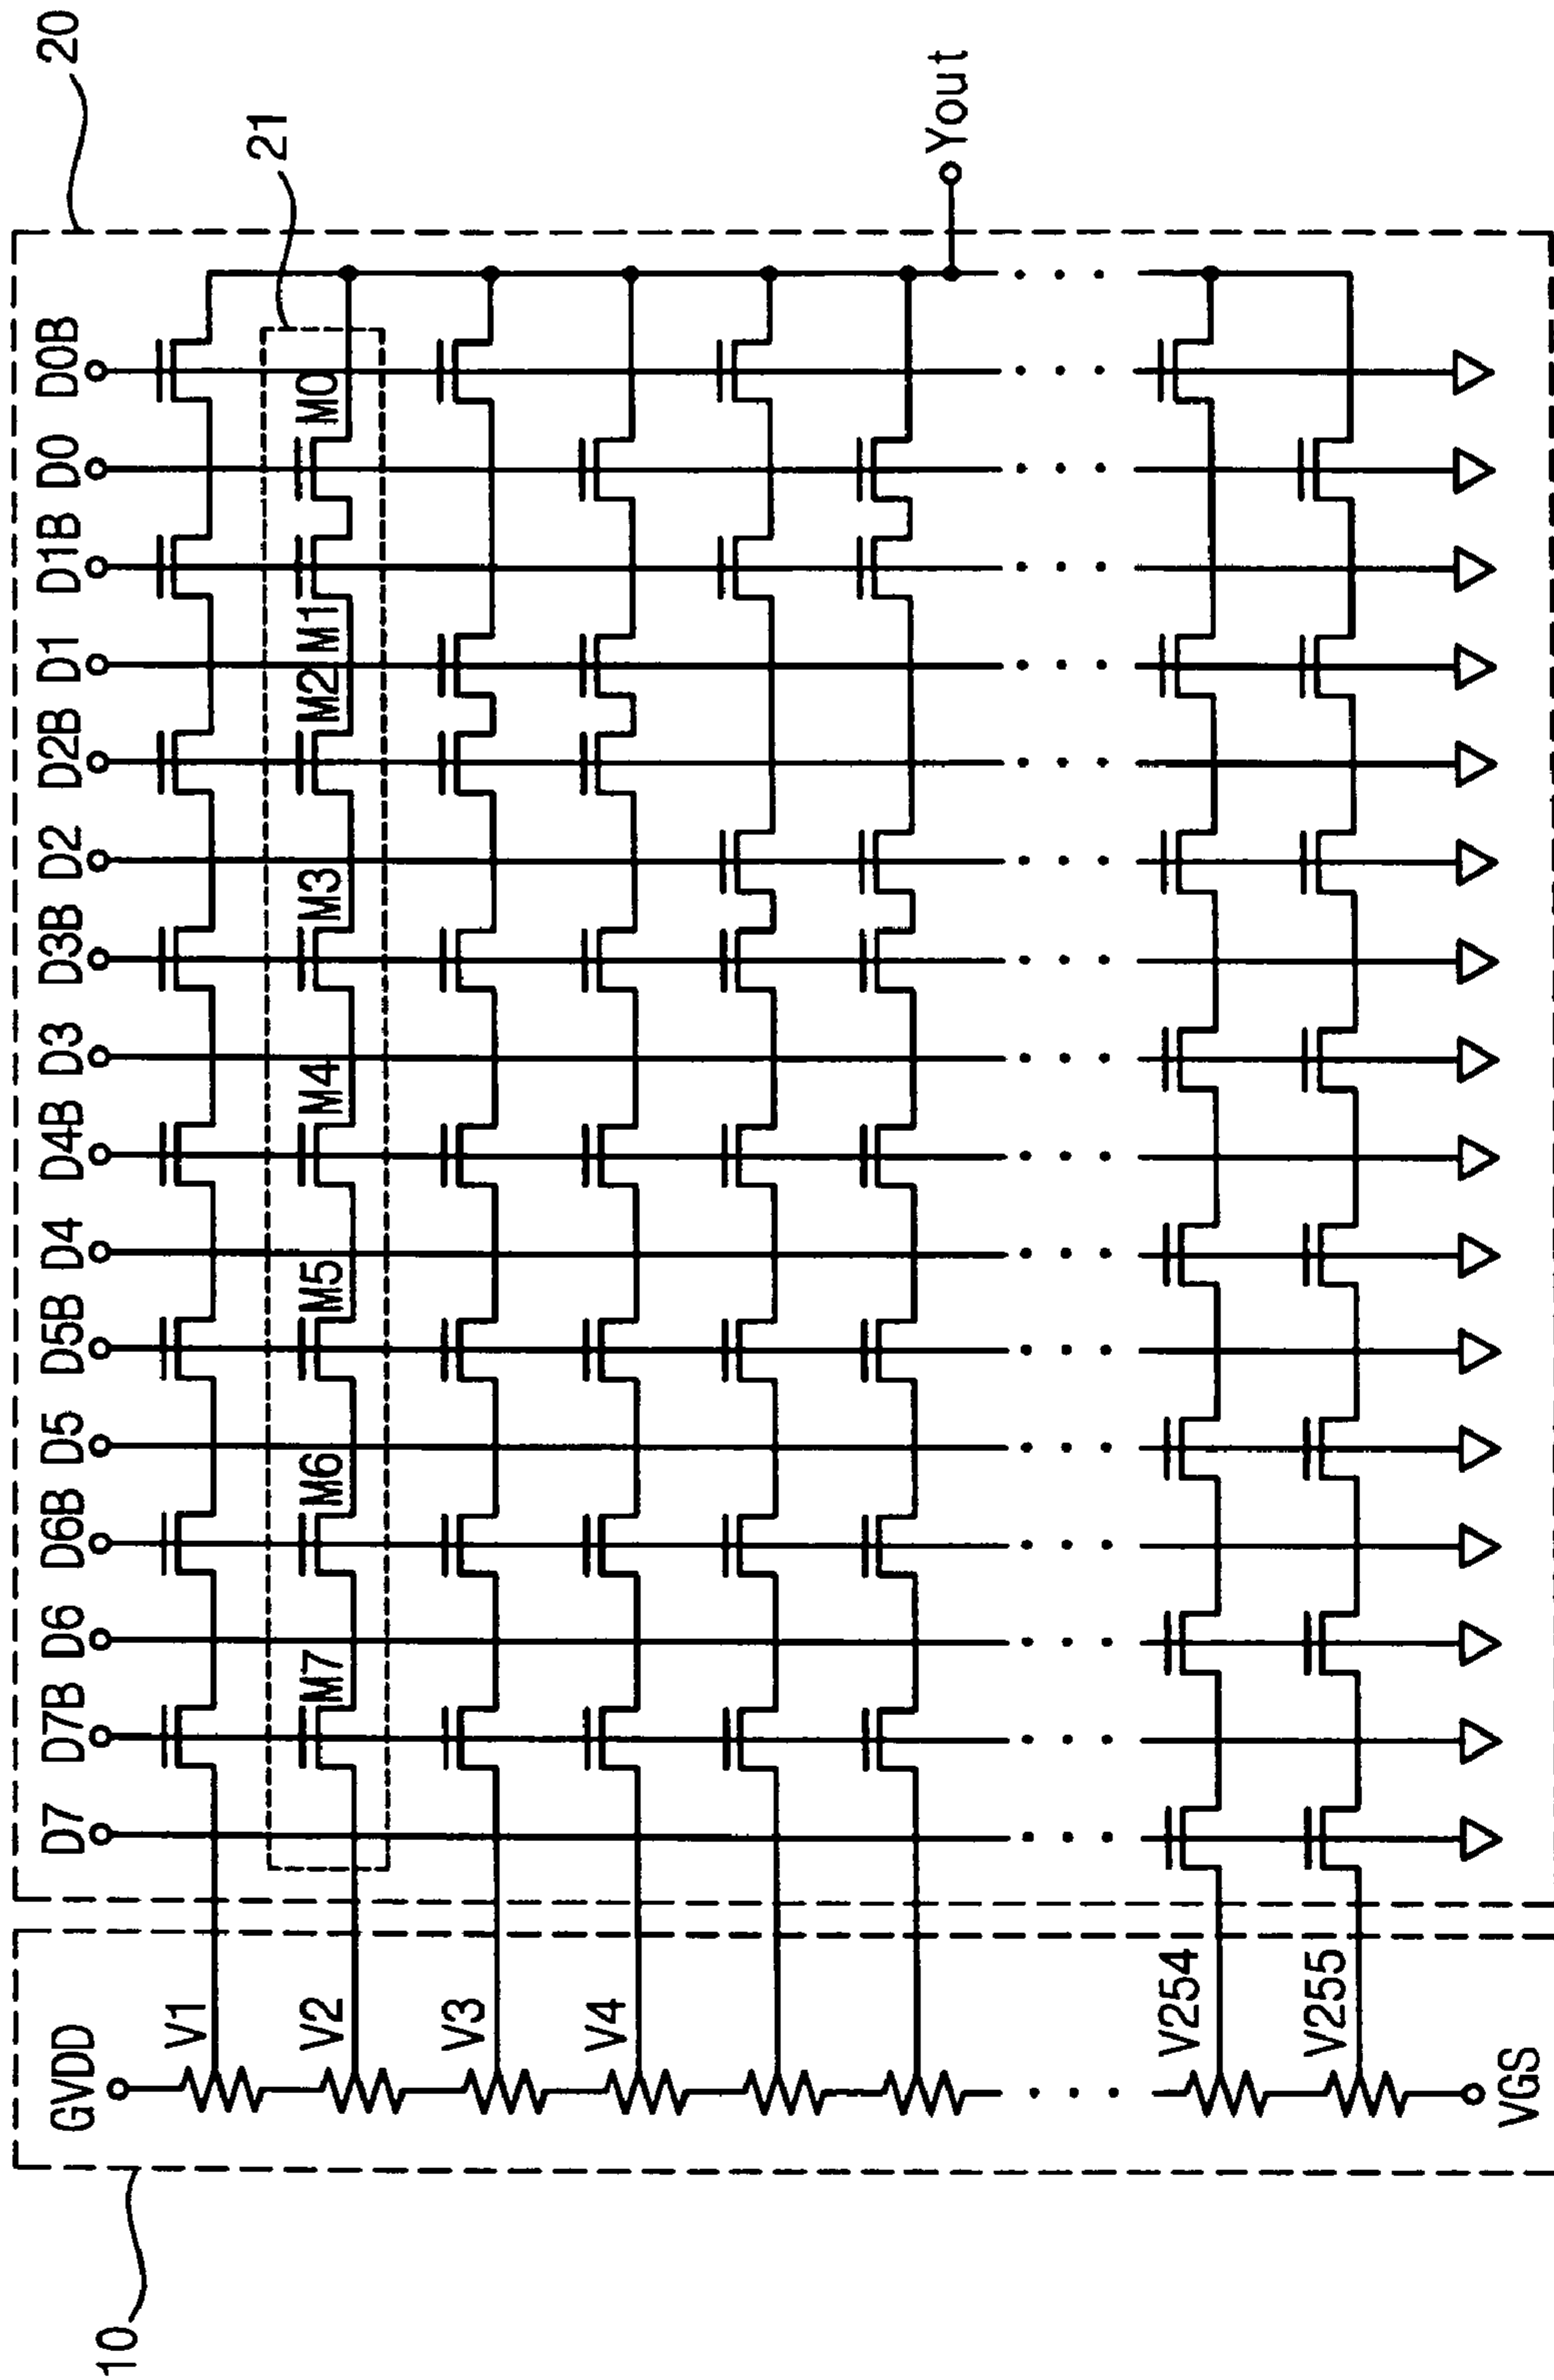 20
21
D7 D7B D6 D6B D5 D5B D4 D4B D3 D3B D2 D2B D1 D1B D0 D0B
M7 M6 M5 M4 M3 M2 M1 M0
Yout
10
GVDD
V1
V2
V3
V4
V254
V255
VGS